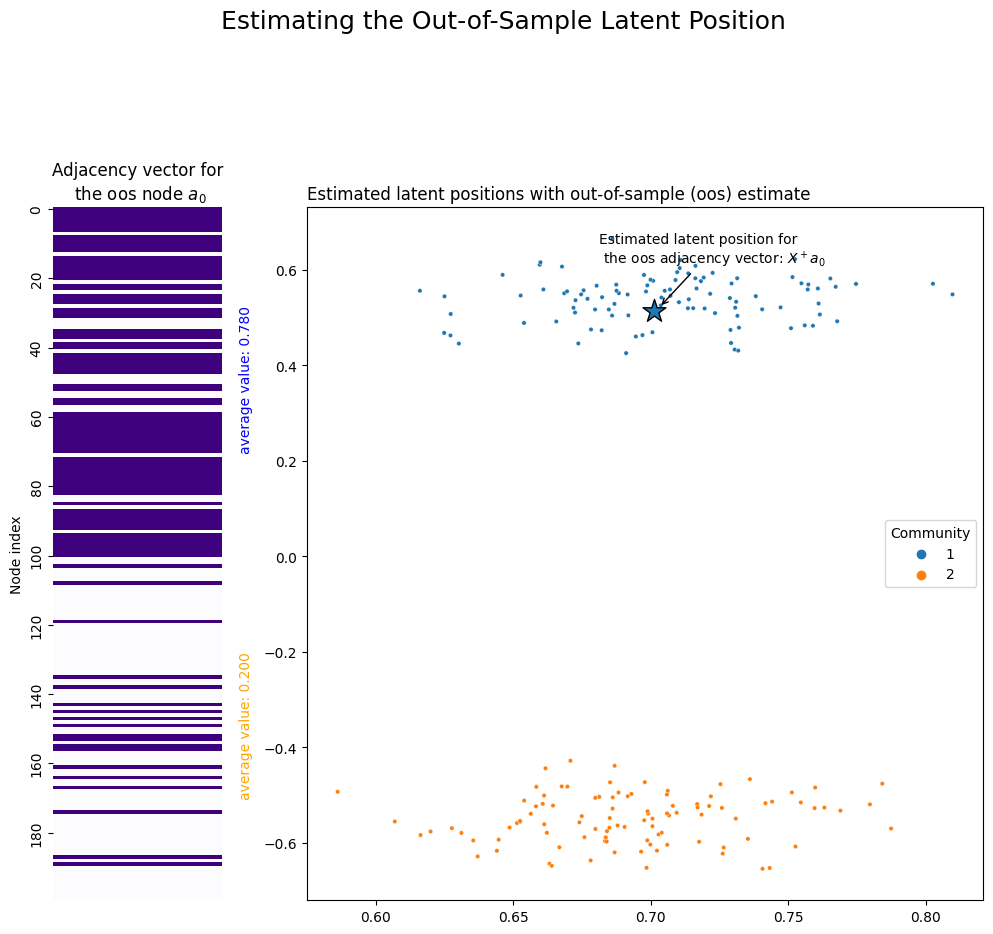 Estimating the Out-of-Sample Latent Position
Adjacency vector for
the oos node a₀
Node index
0
20
40
60
80
100
120
140
160
180
average value: 0.780
average value: 0.200
Estimated latent positions with out-of-sample (oos) estimate
Estimated latent position for
the oos adjacency vector: X⁺a₀
0.6
0.4
0.2
0.0
−0.2
−0.4
−0.6
0.60 0.65 0.70 0.75 0.80
Community
1
2